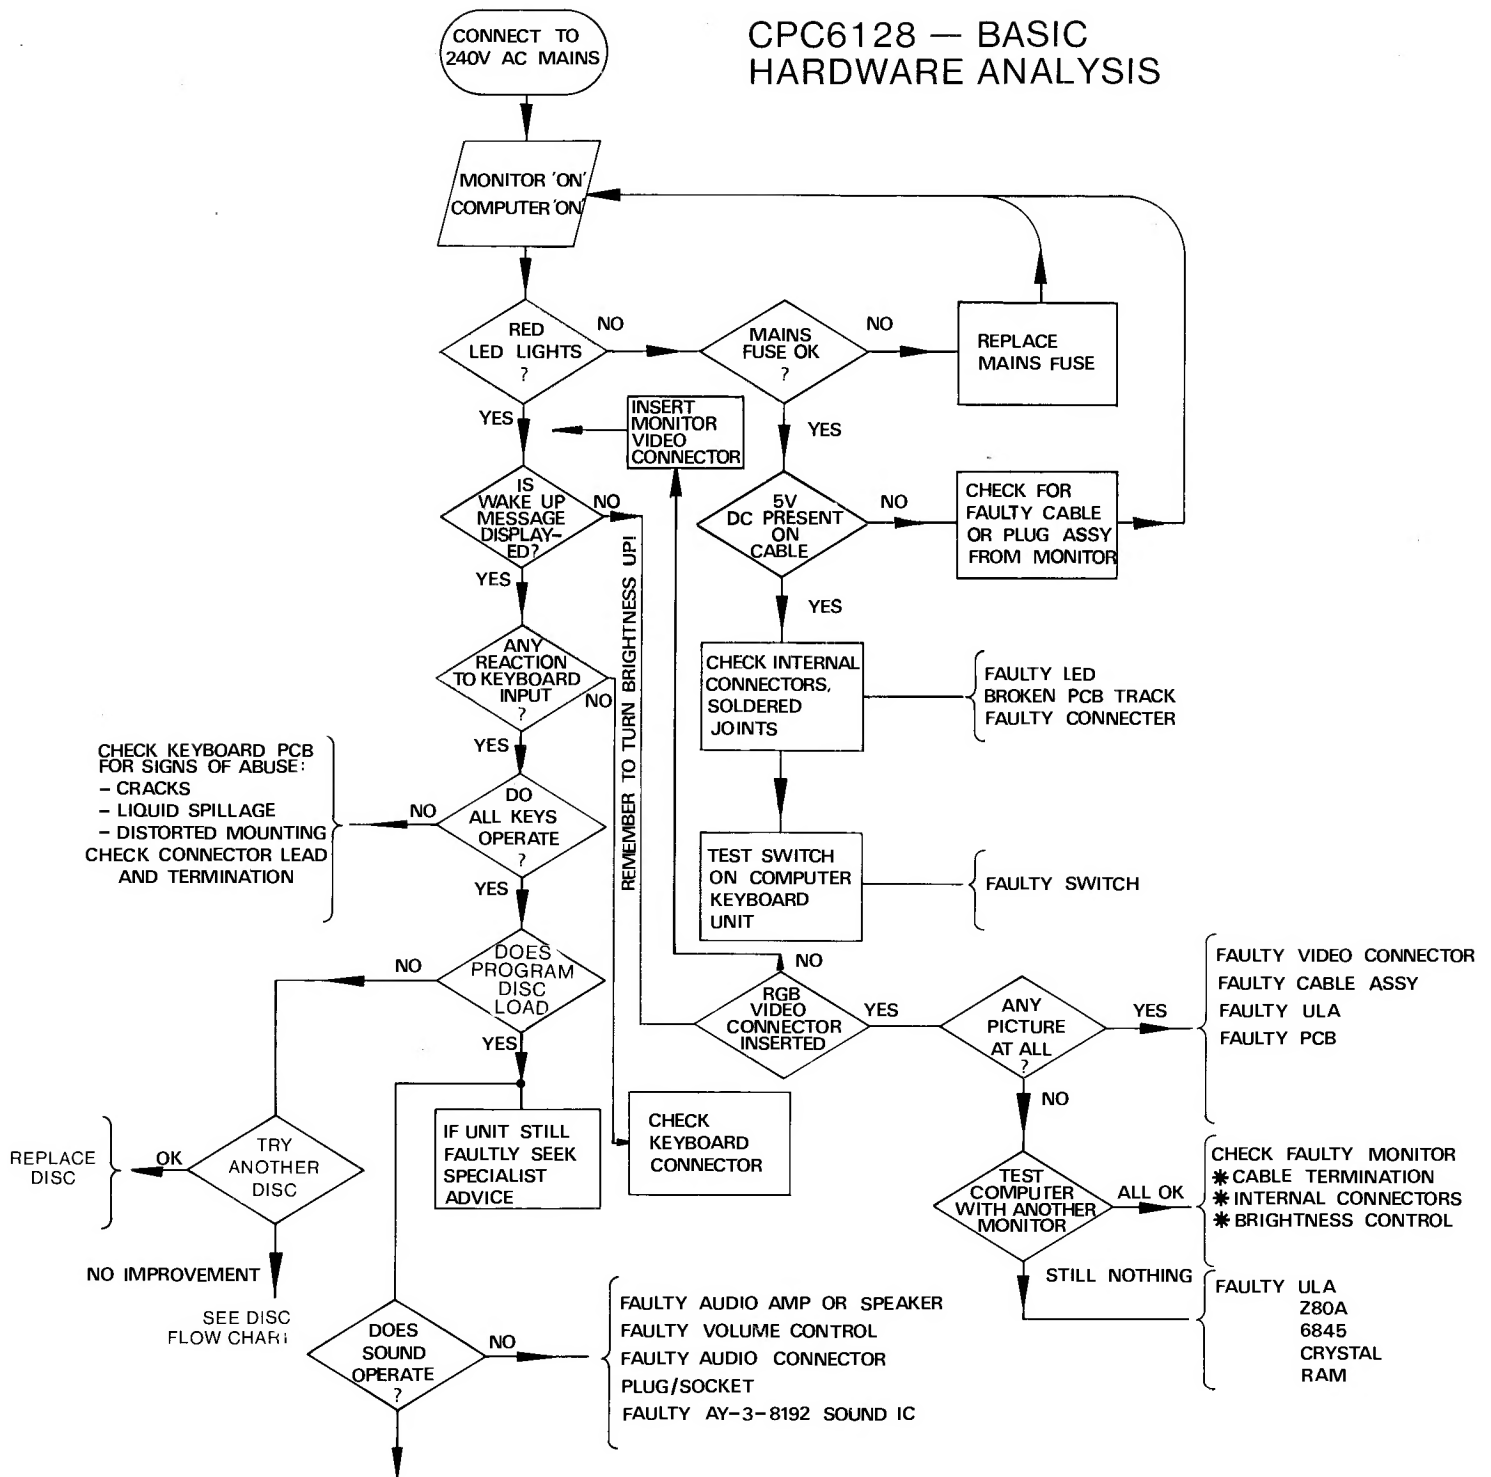 CPC6128 — BASIC
HARDWARE ANALYSIS
CONNECT TO
240V AC MAINS
MONITOR 'ON'
COMPUTER 'ON'
RED
LED LIGHTS
?
NO
MAINS
FUSE OK
?
NO
REPLACE
MAINS FUSE
YES
INSERT
MONITOR
VIDEO
CONNECTOR
YES
IS
WAKE UP
MESSAGE
DISPLAY-
ED?
NO
5V
DC PRESENT
ON
CABLE
NO
CHECK FOR
FAULTY CABLE
OR PLUG ASSY
FROM MONITOR
YES
REMEMBER TO TURN BRIGHTNESS UP!
YES
ANY
REACTION
TO KEYBOARD
INPUT
?
NO
CHECK INTERNAL
CONNECTORS,
SOLDERED
JOINTS
FAULTY LED
BROKEN PCB TRACK
FAULTY CONNECTER
YES
CHECK KEYBOARD PCB
FOR SIGNS OF ABUSE:
– CRACKS
– LIQUID SPILLAGE
– DISTORTED MOUNTING
CHECK CONNECTOR LEAD
AND TERMINATION
NO
DO
ALL KEYS
OPERATE
?
TEST SWITCH
ON COMPUTER
KEYBOARD
UNIT
FAULTY SWITCH
YES
NO
DOES
PROGRAM
DISC
LOAD
NO
RGB
VIDEO
CONNECTOR
INSERTED
YES
ANY
PICTURE
AT ALL
?
YES
FAULTY VIDEO CONNECTOR
FAULTY CABLE ASSY
FAULTY ULA
FAULTY PCB
YES
NO
IF UNIT STILL
FAULTLY SEEK
SPECIALIST
ADVICE
CHECK
KEYBOARD
CONNECTOR
REPLACE
DISC
OK
TRY
ANOTHER
DISC
TEST
COMPUTER
WITH ANOTHER
MONITOR
ALL OK
CHECK FAULTY MONITOR
* CABLE TERMINATION
* INTERNAL CONNECTORS
* BRIGHTNESS CONTROL
NO IMPROVEMENT
SEE DISC
FLOW CHART
STILL NOTHING
FAULTY ULA
Z80A
6845
CRYSTAL
RAM
DOES
SOUND
OPERATE
?
NO
FAULTY AUDIO AMP OR SPEAKER
FAULTY VOLUME CONTROL
FAULTY AUDIO CONNECTOR
PLUG/SOCKET
FAULTY AY-3-8192 SOUND IC